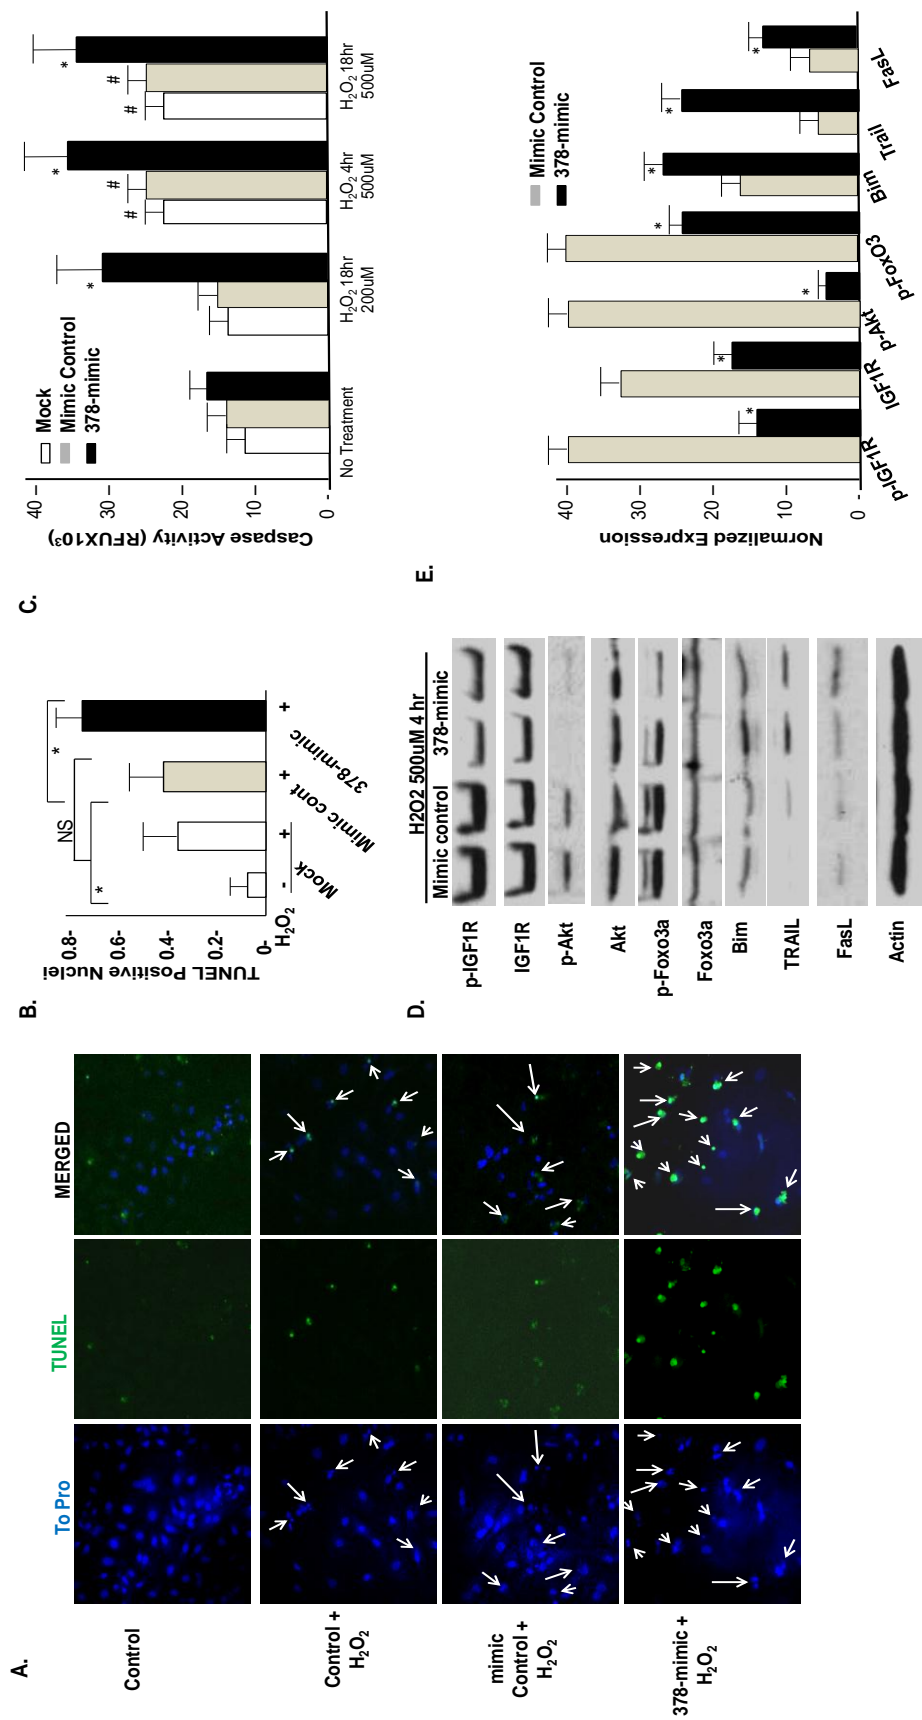 A.
To Pro
TUNEL
MERGED
Control
Control +
H₂O₂
mimic
Control +
H₂O₂
378-mimic +
H₂O₂
B.
TUNEL Positive Nuclei
0.8-
0.6-
0.4-
0.2-
0-
*
NS
*
H₂O₂
- + + +
Mock
Mimic cont
378-mimic
C.
Caspase Activity (RFUX10³)
40
30
20
10
0
Mock
Mimic Control
378-mimic
* # # * # # *
No Treatment
H₂O₂ 18hr
200uM
H₂O₂ 4hr
500uM
H₂O₂ 18hr
500uM
D.
H2O2 500uM 4 hr
Mimic control 378-mimic
p-IGF1R
IGF1R
p-Akt
Akt
p-Foxo3a
Foxo3a
Bim
TRAIL
FasL
Actin
E.
Normalized Expression
40
30
20
10
0
Mimic Control
378-mimic
* * * * * * *
p-IGF1R
IGF1R
p-Akt
p-FoxO3
Bim
Trail
FasL